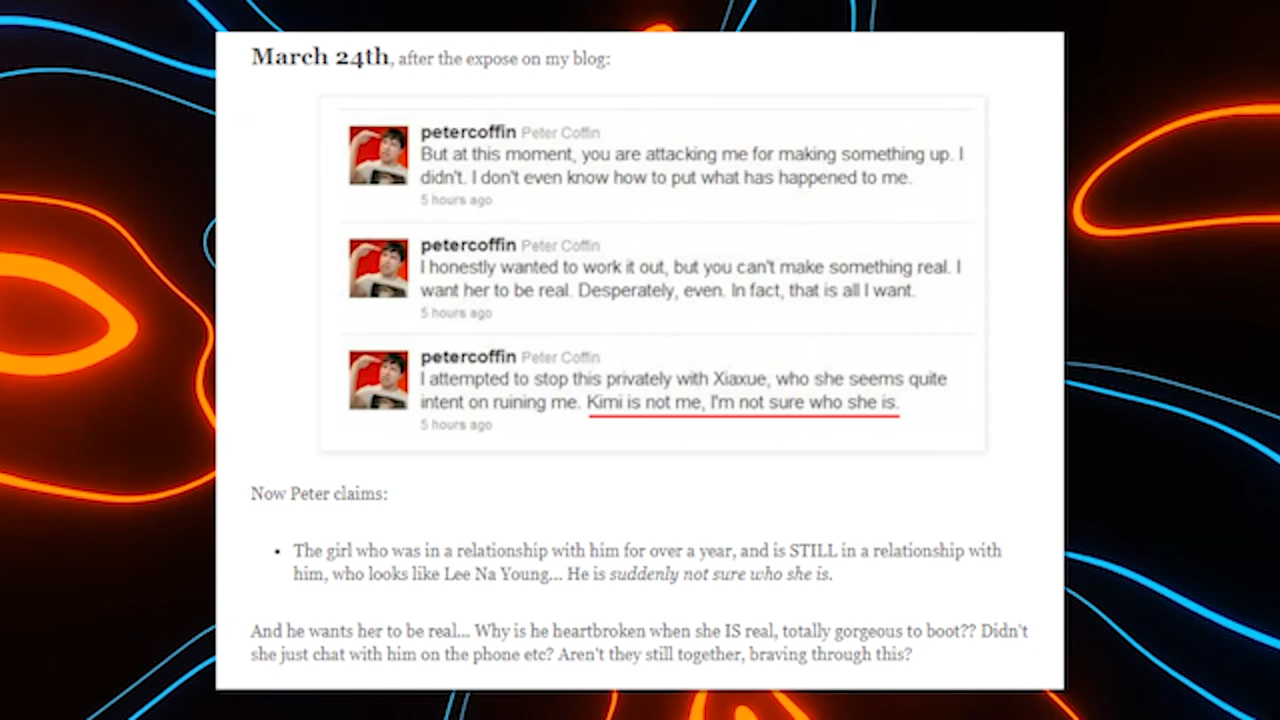 March 24th, after the expose on my blog:
petercoffin Peter Coffin
But at this moment, you are attacking me for making something up. I
didn't. I don't even know how to put what has happened to me.
5 hours ago
petercoffin Peter Coffin
I honestly wanted to work it out, but you can't make something real. I
want her to be real. Desperately, even. In fact, that is all I want.
5 hours ago
petercoffin Peter Coffin
I attempted to stop this privately with Xiaxue, who she seems quite
intent on ruining me. Kimi is not me, I'm not sure who she is.
5 hours ago
Now Peter claims:
• The girl who was in a relationship with him for over a year, and is STILL in a relationship with
him, who looks like Lee Na Young... He is suddenly not sure who she is.
And he wants her to be real... Why is he heartbroken when she IS real, totally gorgeous to boot?? Didn't
she just chat with him on the phone etc? Aren't they still together, braving through this?